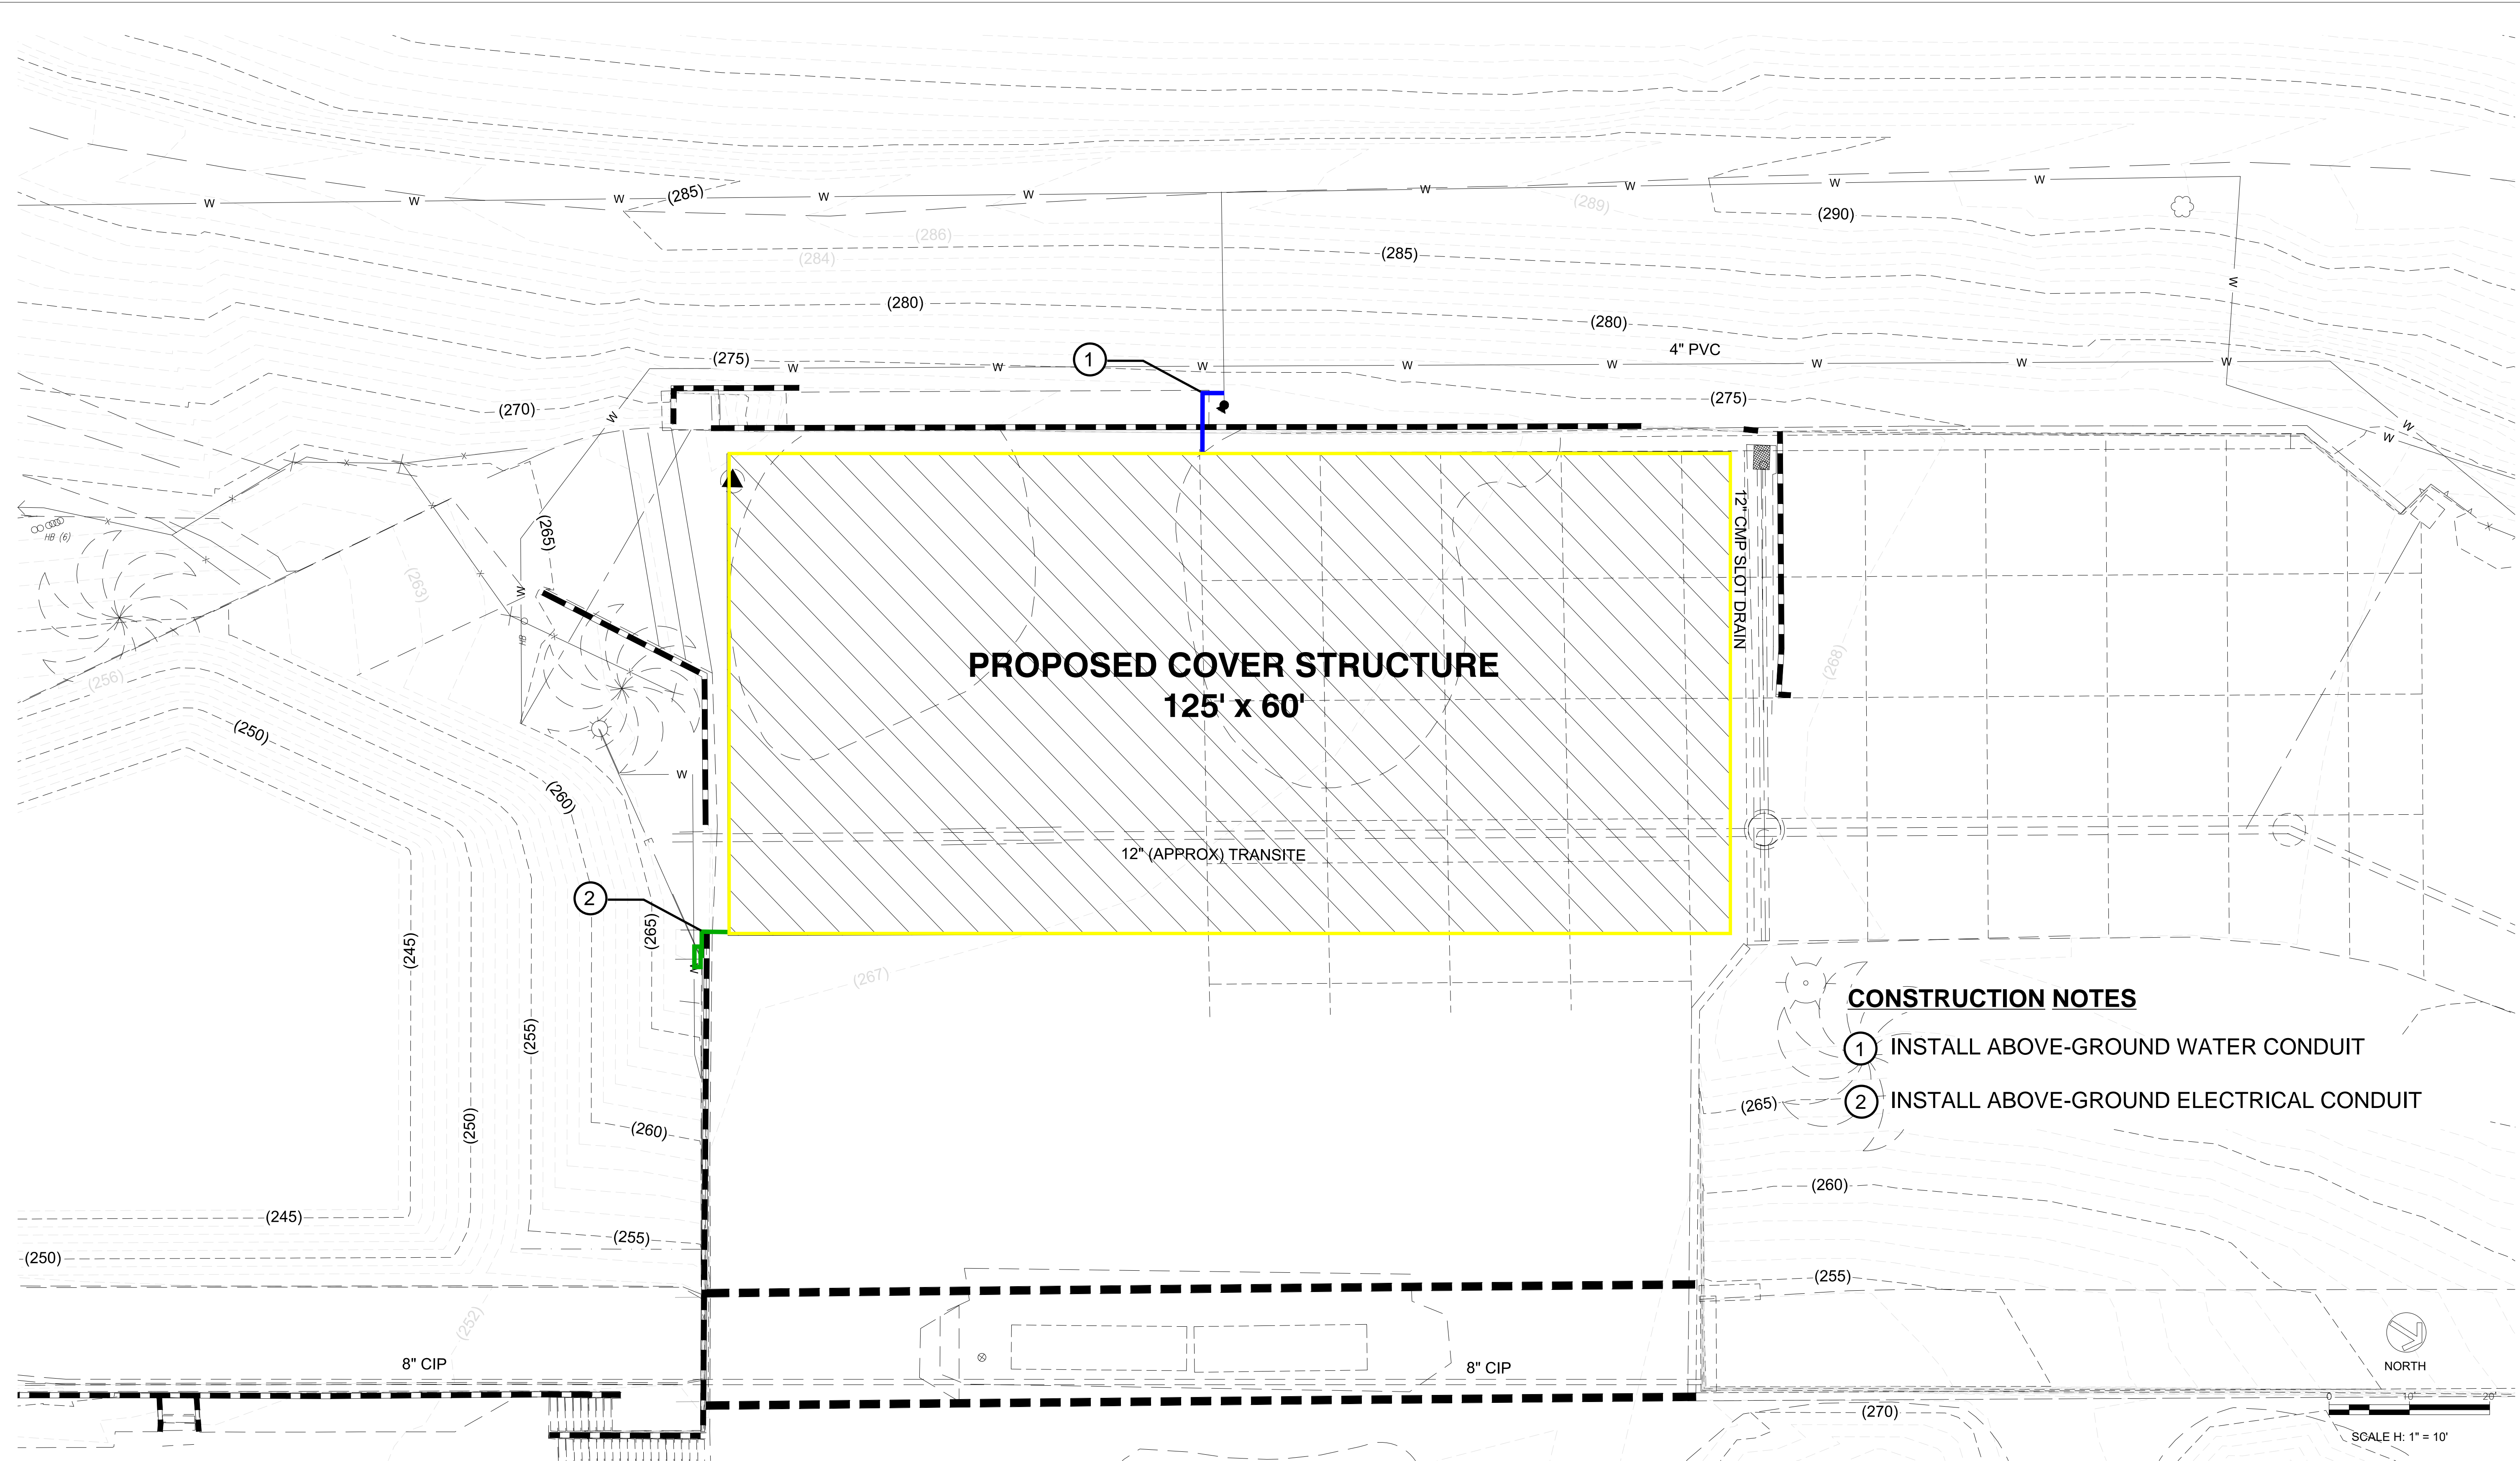 W W W (285) W W W W W W
(289)
(290)
(286)
(284)
(285)
W
(280)
(280)
4" PVC
(275)
W W W W W W W W
1
(275)
(270)
W
W
HB (6)
(265)
12" CMP SLOT DRAIN
(263)
W
HB
(268)
(256)
PROPOSED COVER STRUCTURE
125' x 60'
(250)
W
(260)
E
12" (APPROX) TRANSITE
2
(265)
(245)
W
(267)
CONSTRUCTION NOTES
1 INSTALL ABOVE-GROUND WATER CONDUIT
2 INSTALL ABOVE-GROUND ELECTRICAL CONDUIT
(255)
(250)
(260)
(265)
(260)
(245)
(255)
(250)
(255)
(252)
8" CIP
8" CIP
NORTH
0 10' 20'
(270)
SCALE H: 1" = 10'